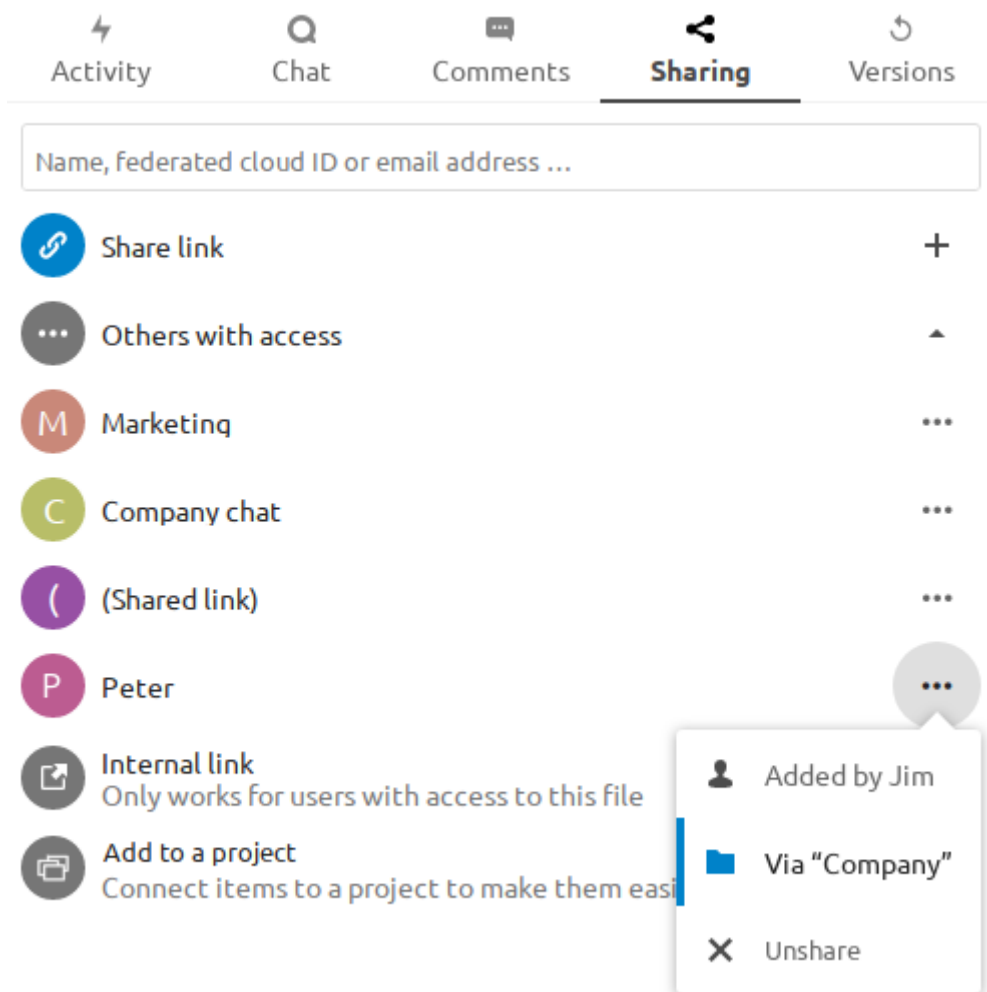 Activity Chat Comments Sharing Versions
Name, federated cloud ID or email address …
Share link
Others with access
M Marketing
C Company chat
( (Shared link)
P Peter
Internal link
Only works for users with access to this file
Added by Jim
Add to a project
Via “Company”
Connect items to a project to make them easi
Unshare